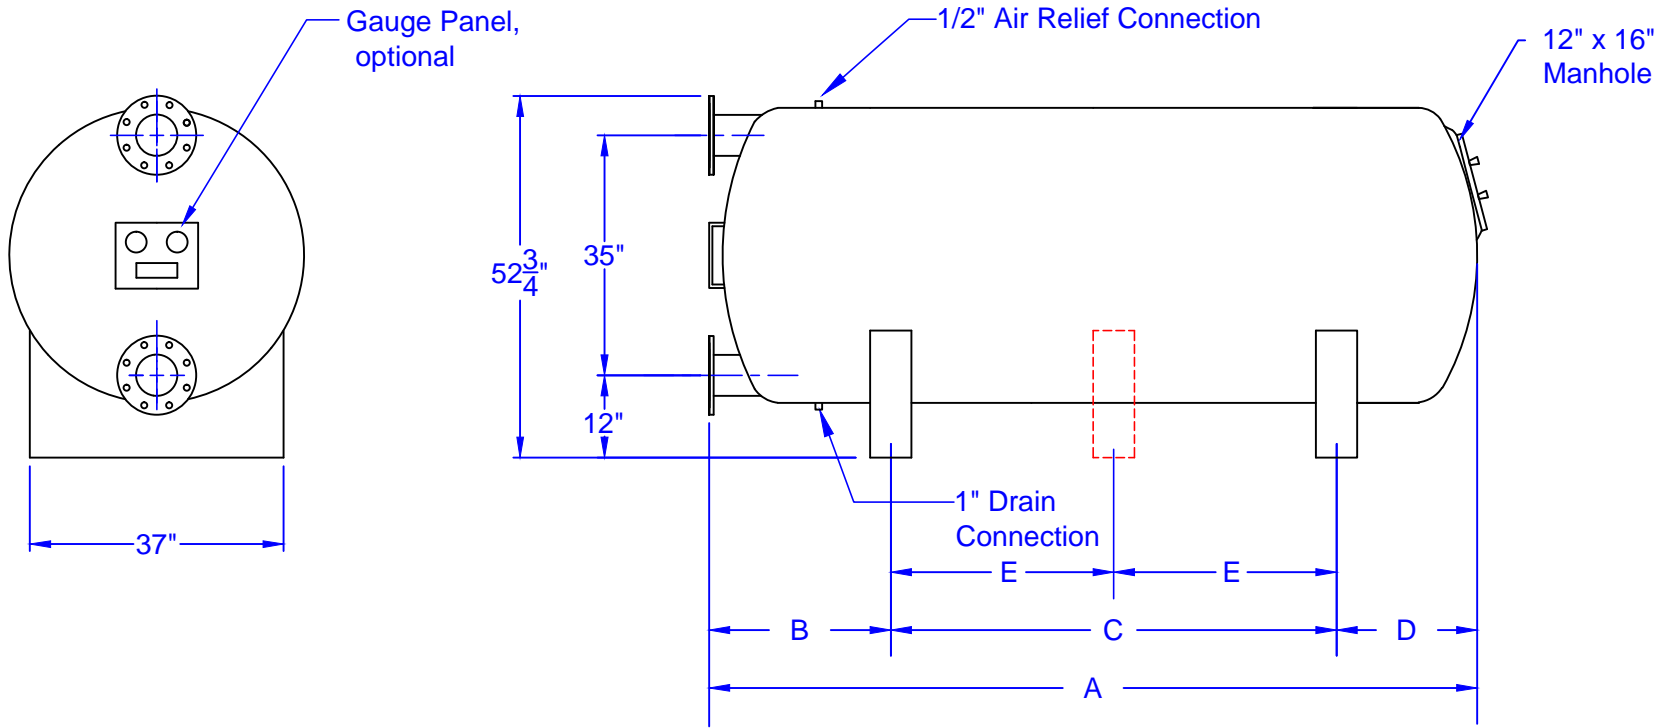 Gauge Panel,
optional
1/2" Air Relief Connection
12" x 16"
Manhole
52 3/4"
35"
12"
37"
1" Drain
Connection
E
E
B
C
D
A